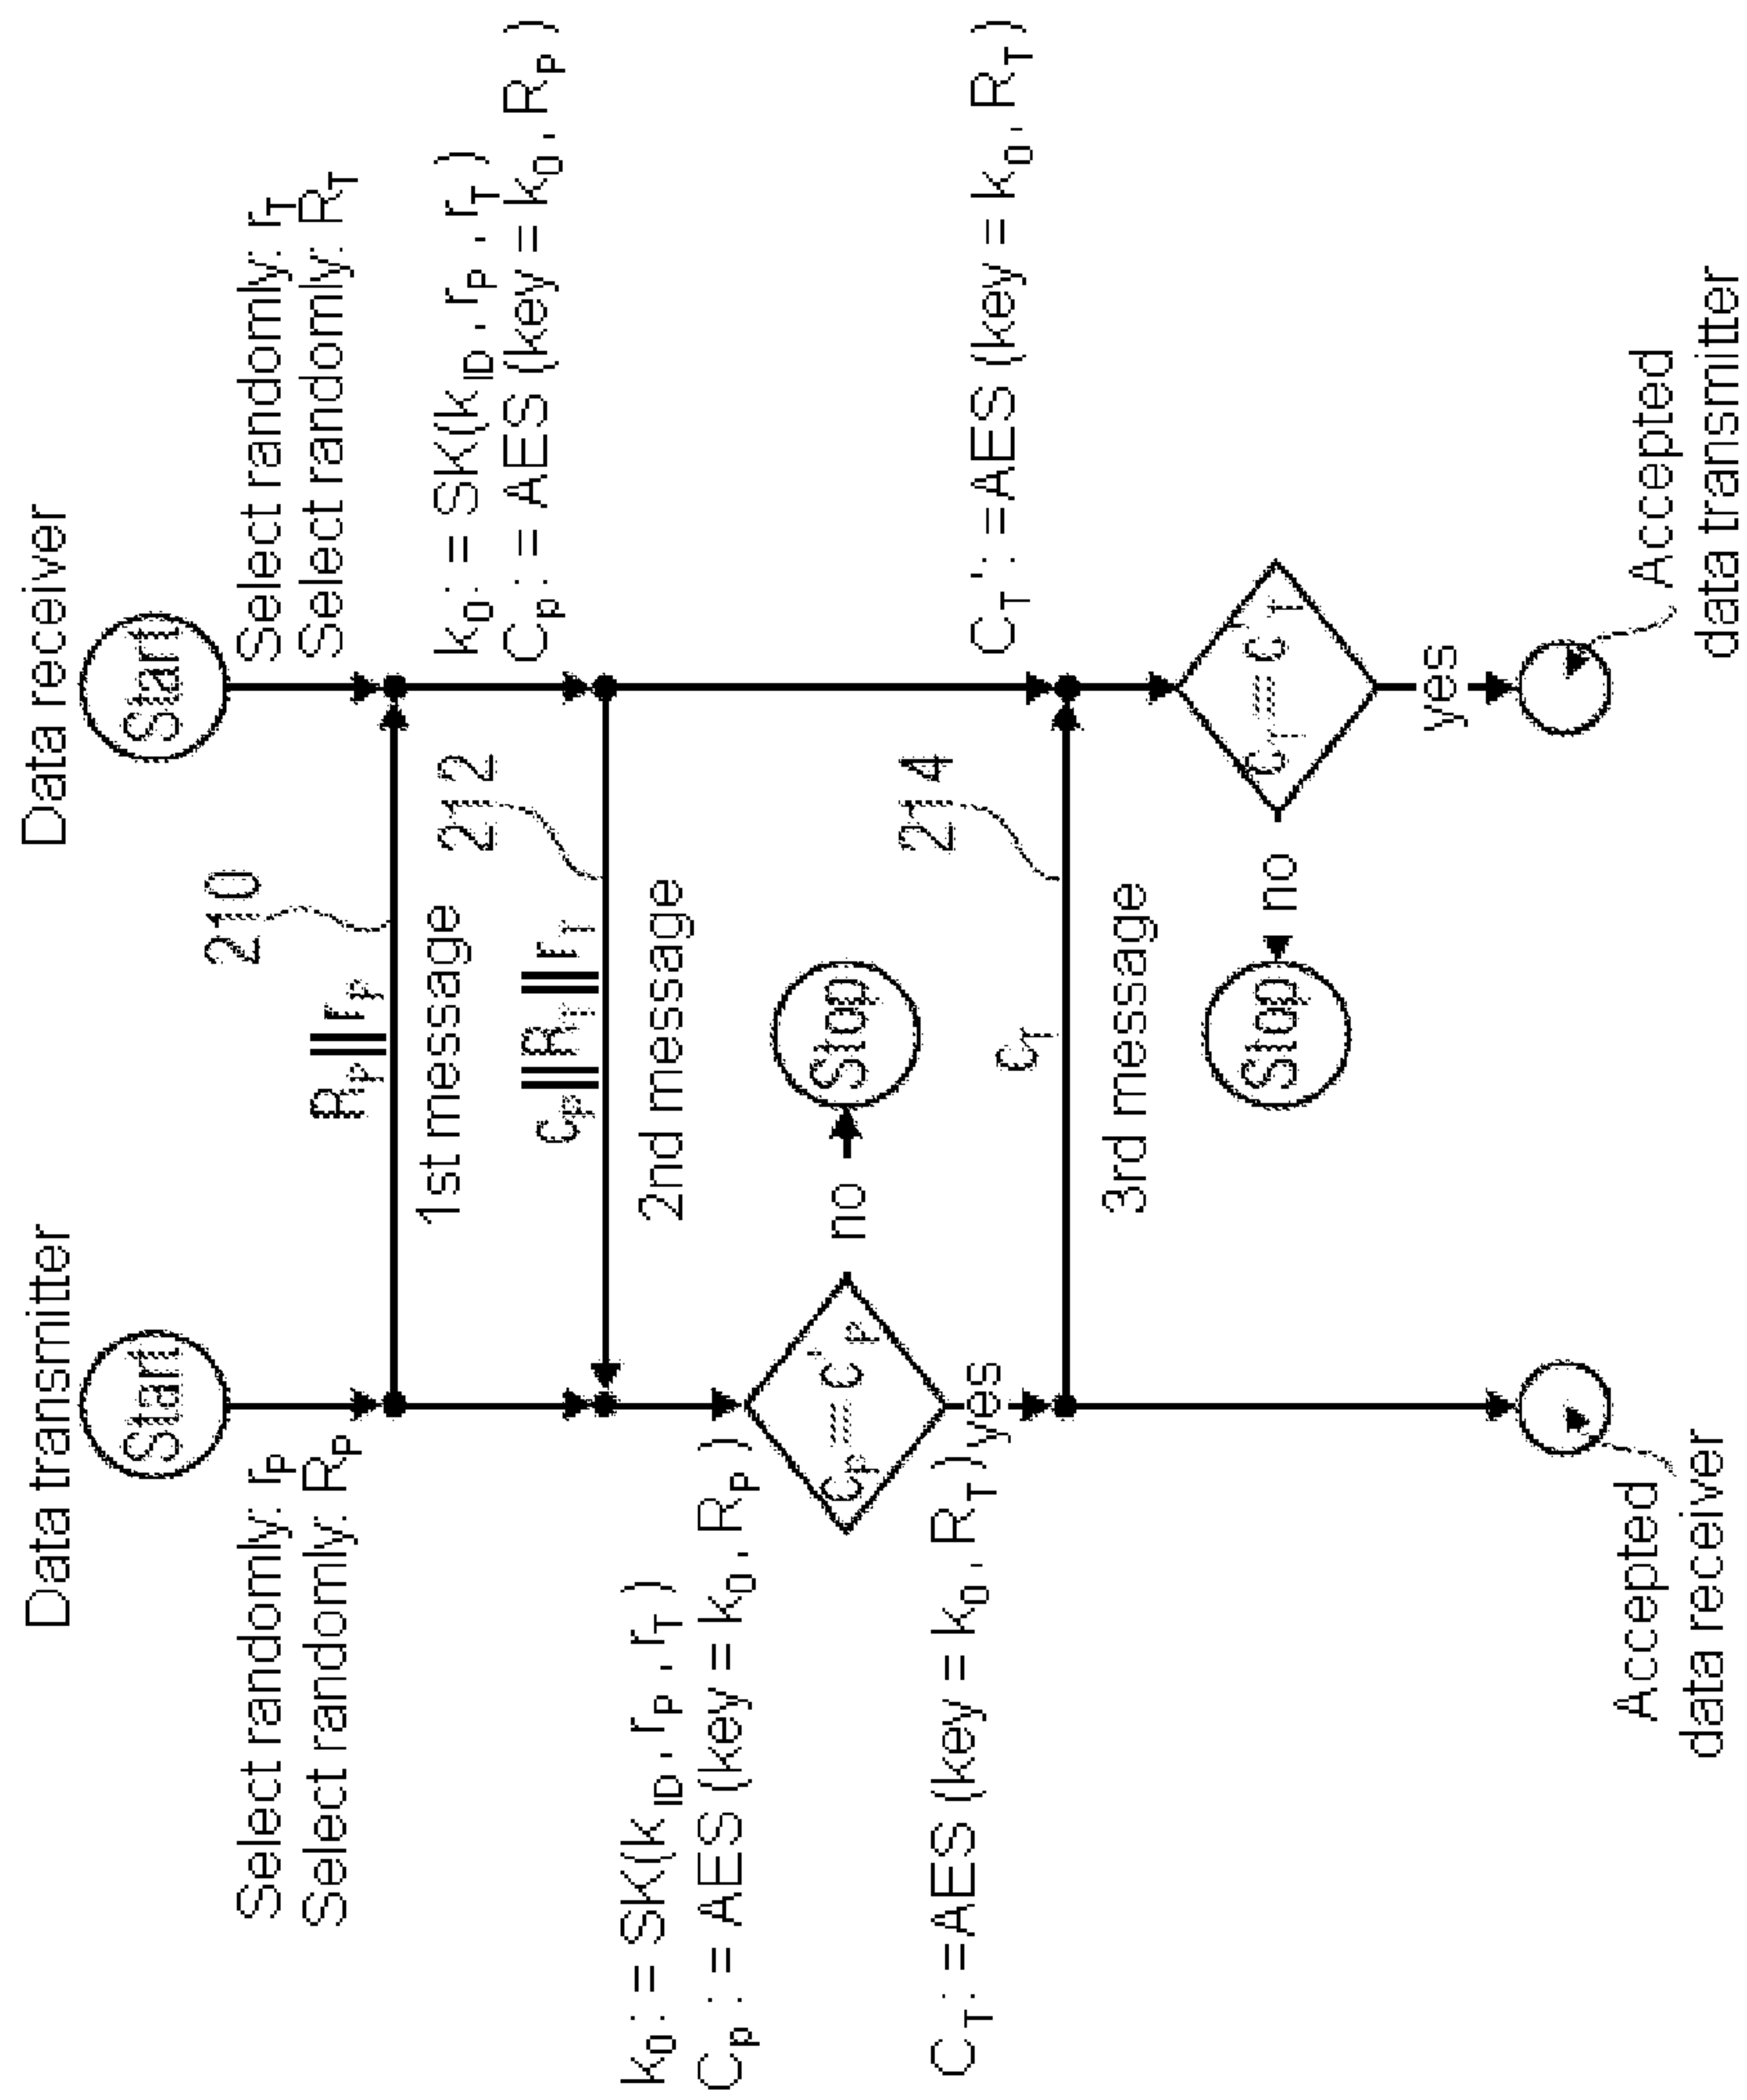 Data transmitter
Data receiver
Start
Start
Select randomly: r_P
Select randomly: R_P
Select randomly: r_T
Select randomly: R_T
R_P||r_P
210
1st message
k_0 : = SK(k_ID, r_P, r_T)
C_P : = AES (key = k_0, R_P)
C_P||R_T||r_T
212
2nd message
k_0 : = SK(k_ID, r_P, r_T)
C_P : = AES (key = k_0, R_P)
C_P == C'_P
no
Stop
yes
C_T : =AES (key = k_0, R_T)
C_T' : =AES (key = k_0, R_T)
C_T
214
3rd message
C_T == C'_T
no
Stop
yes
Accepted
data receiver
Accepted
data transmitter